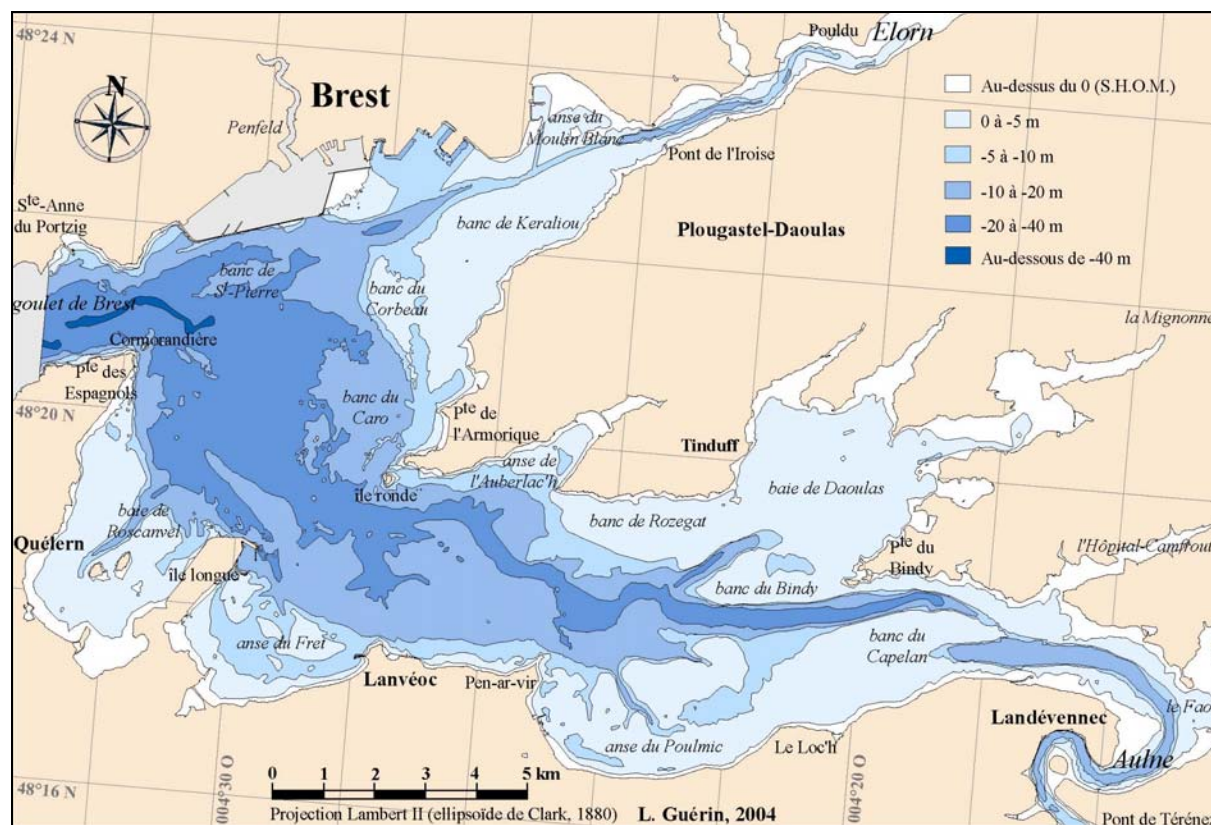 48°24 N
Pouldu
Elorn
N
Brest
Penfeld
anse du
Moulin Blanc
Pont de l'Iroise
Au-dessus du 0 (S.H.O.M.)
0 à -5 m
-5 à -10 m
-10 à -20 m
-20 à -40 m
Au-dessous de -40 m
Ste-Anne
du Portzig
banc de Keraliou
Plougastel-Daoulas
banc de
St-Pierre
banc du
Corbeau
goulet de Brest
la Mignonne
Cormorandière
Pte des
Espagnols
48°20 N
banc du
Caro
Pte de
l'Armorique
Tinduff
anse de
l'Auberlac'h
île ronde
baie de Daoulas
baie de
Roscanvel
banc de Rozegat
Quélern
île longue
Pte du
Bindy
l'Hôpital-Camfrout
banc du Bindy
anse du Fret
banc du
Capelan
Lanvéoc
Pen-ar-vir
Landévennec
le Faou
anse du Poulmic
Le Loc'h
Aulne
0 1 2 3 4 5 km
48°16 N
004°30 O
004°20 O
Projection Lambert II (ellipsoïde de Clark, 1880)
L. Guérin, 2004
Pont de Térénez